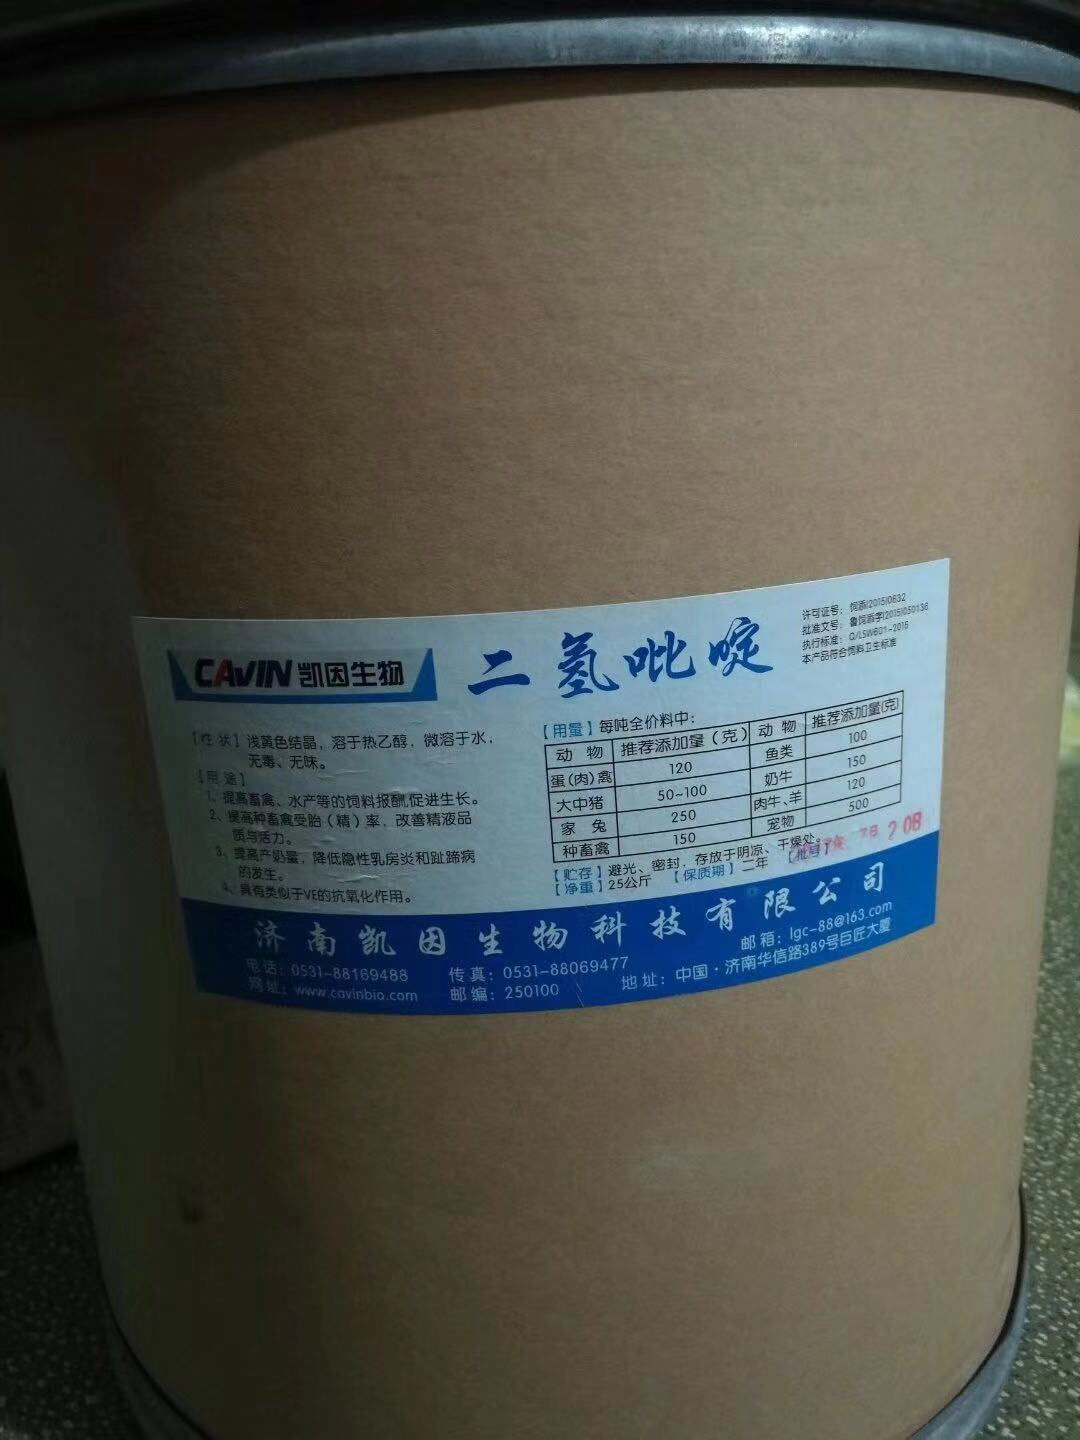 CAVIN 凯因生物
二氢吡啶
许可证号：饲添(2015)0632
批准文号：鲁饲添字(2015)050136
执行标准：Q/LSW601-2015
本产品符合饲料卫生标准
【性 状】浅黄色结晶，溶于热乙醇，微溶于水，
无毒、无味。
【用 途】
1、提高畜禽、水产等的饲料报酬,促进生长。
2、提高种畜禽受胎（精）率，改善精液品
质与活力。
3、提高产奶量，降低隐性乳房炎和趾蹄病
的发生。
4、具有类似于VE的抗氧化作用。
【用量】每吨全价料中：
动 物 推荐添加量（克） 动 物 推荐添加量(克)
蛋(肉)禽 120 鱼类 100
大中猪 50~100 奶牛 150
家 兔 250 肉牛、羊 120
种畜禽 150 宠物 500
【贮存】避光、密封，存放于阴凉、干燥处。
【净重】25公斤 【保质期】二年 【批号】
7月 208
济南凯因生物科技有限公司
电话：0531-88169488 传真：0531-88069477 邮箱：lgc-88@163.com
网址：www.cavinbio.com 邮编：250100 地址：中国·济南华信路389号巨匠大厦